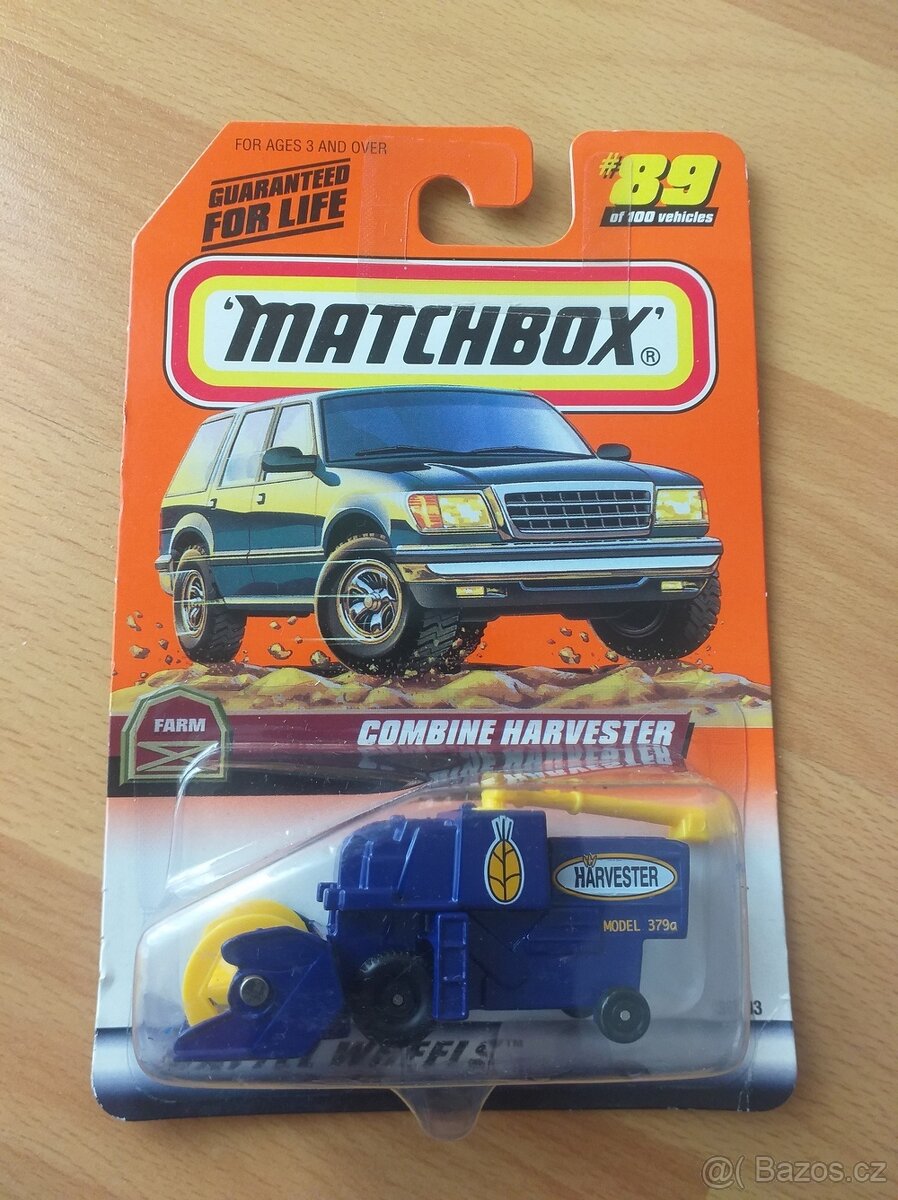 FOR AGES 3 AND OVER
GUARANTEED
FOR LIFE
#89
of 100 vehicles
'MATCHBOX'®
FARM
COMBINE HARVESTER
HARVESTER
MODEL 379a
WHEELS™
@( Bazos.cz